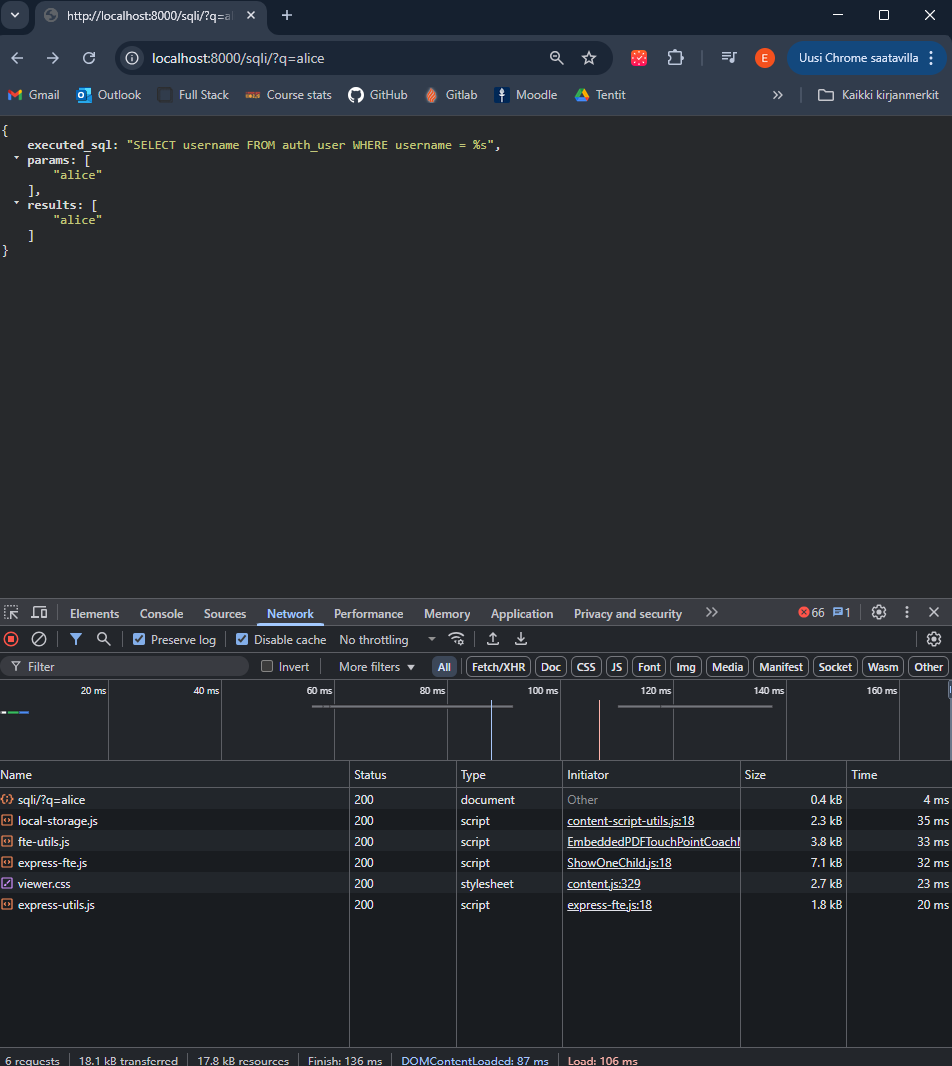 http://localhost:8000/sqli/?q=al
localhost:8000/sqli/?q=alice
E
Uusi Chrome saatavilla
Gmail Outlook Full Stack Course stats GitHub Gitlab Moodle Tentit » Kaikki kirjanmerkit
{
executed_sql: "SELECT username FROM auth_user WHERE username = %s",
params: [
"alice"
],
results: [
"alice"
]
}
Elements Console Sources Network Performance Memory Application Privacy and security 66 1
Preserve log Disable cache No throttling
Filter Invert More filters All Fetch/XHR Doc CSS JS Font Img Media Manifest Socket Wasm Other
20 ms 40 ms 60 ms 80 ms 100 ms 120 ms 140 ms 160 ms
Name Status Type Initiator Size Time
sqli/?q=alice 200 document Other 0.4 kB 4 ms
local-storage.js 200 script content-script-utils.js:18 2.3 kB 35 ms
fte-utils.js 200 script EmbeddedPDFTouchPointCoachM 3.8 kB 33 ms
express-fte.js 200 script ShowOneChild.js:18 7.1 kB 32 ms
viewer.css 200 stylesheet content.js:329 2.7 kB 23 ms
express-utils.js 200 script express-fte.js:18 1.8 kB 20 ms
6 requests 18.1 kB transferred 17.8 kB resources Finish: 136 ms DOMContentLoaded: 87 ms Load: 106 ms